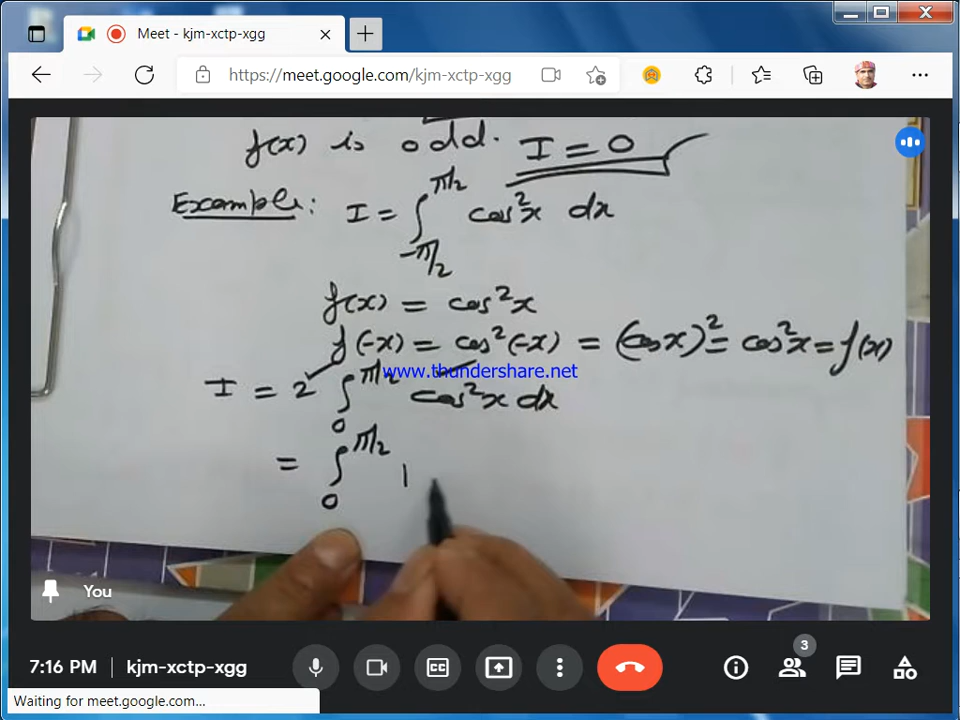 Meet - kjm-xctp-xgg
https://meet.google.com/kjm-xctp-xgg
f(x) is odd. I = 0
Example: I = ∫_{-π/2}^{π/2} cos²x dx
f(x) = cos²x
f(-x) = cos²(-x) = (cosx)² = cos²x = f(x)
www.thundershare.net
I = 2 ∫_0^{π/2} cos²x dx
= ∫_0^{π/2} 1
You
7:16 PM | kjm-xctp-xgg
CC
3
Waiting for meet.google.com...